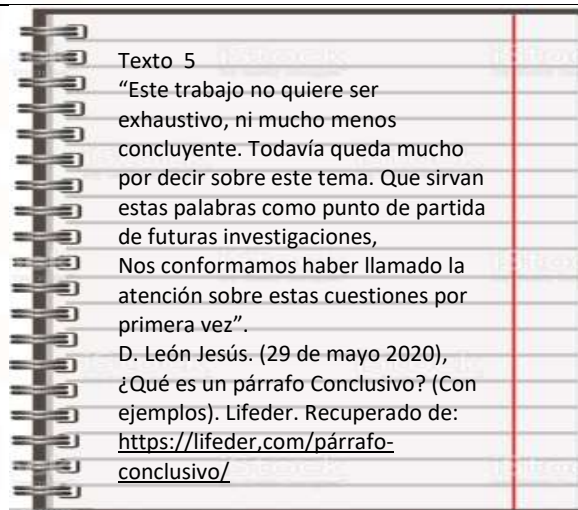 Texto  5
“Este trabajo no quiere ser
exhaustivo, ni mucho menos
concluyente. Todavía queda mucho
por decir sobre este tema. Que sirvan
estas palabras como punto de partida
de futuras investigaciones,
Nos conformamos haber llamado la
atención sobre estas cuestiones por
primera vez”.
D. León Jesús. (29 de mayo 2020),
¿Qué es un párrafo Conclusivo? (Con
ejemplos). Lifeder. Recuperado de:
https://lifeder,com/párrafo-
conclusivo/